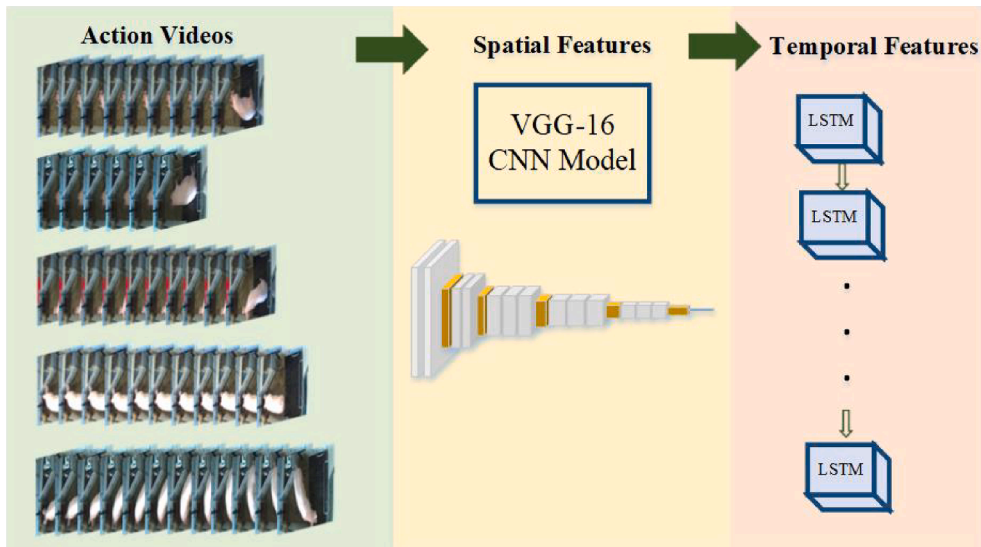 Action Videos
Spatial Features
Temporal Features
VGG-16
CNN Model
LSTM
LSTM
LSTM